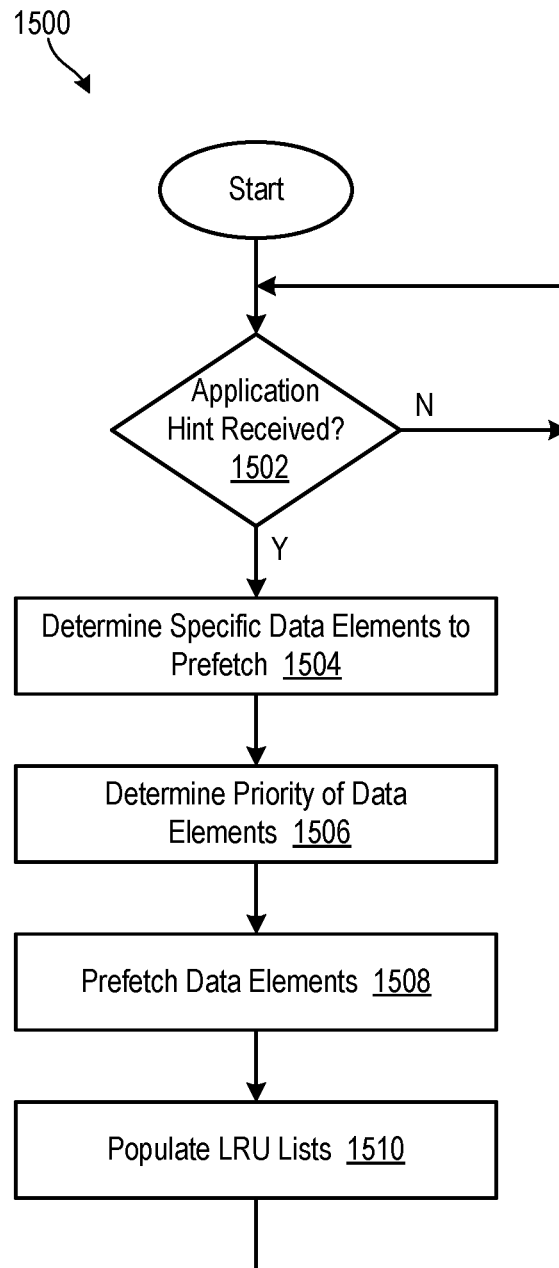 1500
Start
Application
Hint Received?
1502
N
Y
Determine Specific Data Elements to
Prefetch 1504
Determine Priority of Data
Elements 1506
Prefetch Data Elements 1508
Populate LRU Lists 1510